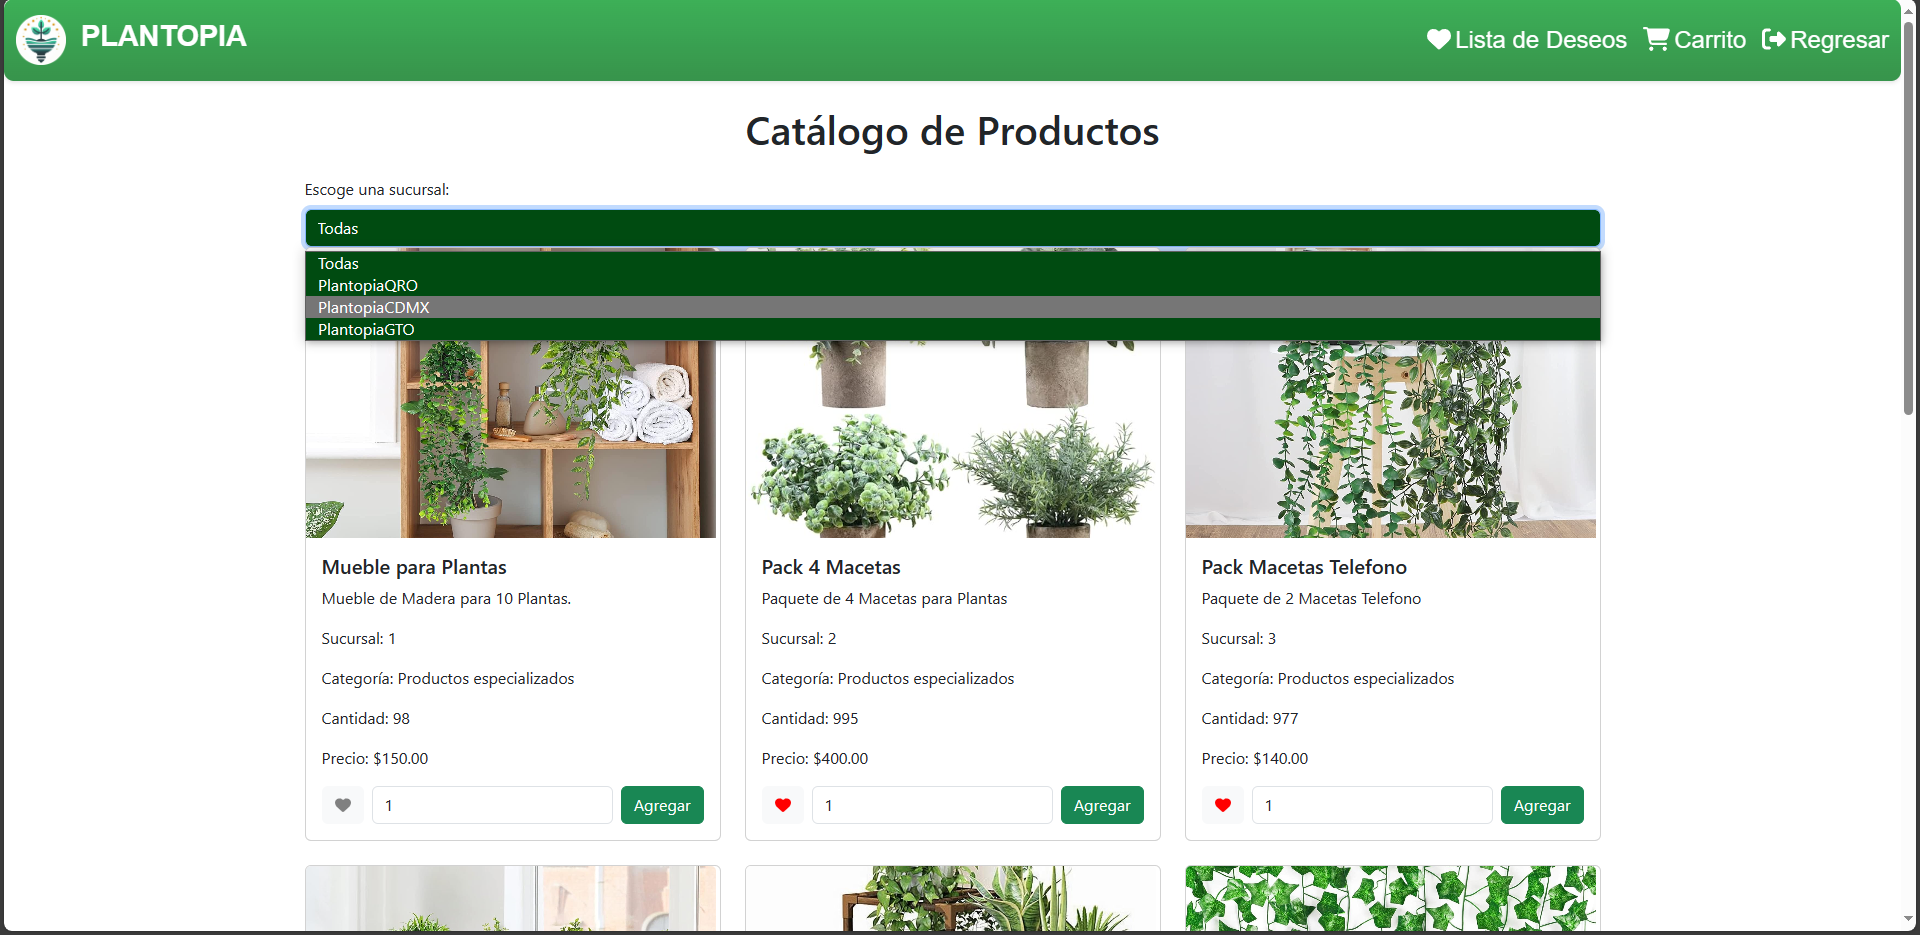 PLANTOPIA
Lista de Deseos Carrito Regresar
Catálogo de Productos
Escoge una sucursal:
Todas
Todas
PlantopiaQRO
PlantopiaCDMX
PlantopiaGTO
Mueble para Plantas
Mueble de Madera para 10 Plantas.
Sucursal: 1
Categoría: Productos especializados
Cantidad: 98
Precio: $150.00
1
Agregar
Pack 4 Macetas
Paquete de 4 Macetas para Plantas
Sucursal: 2
Categoría: Productos especializados
Cantidad: 995
Precio: $400.00
1
Agregar
Pack Macetas Telefono
Paquete de 2 Macetas Telefono
Sucursal: 3
Categoría: Productos especializados
Cantidad: 977
Precio: $140.00
1
Agregar